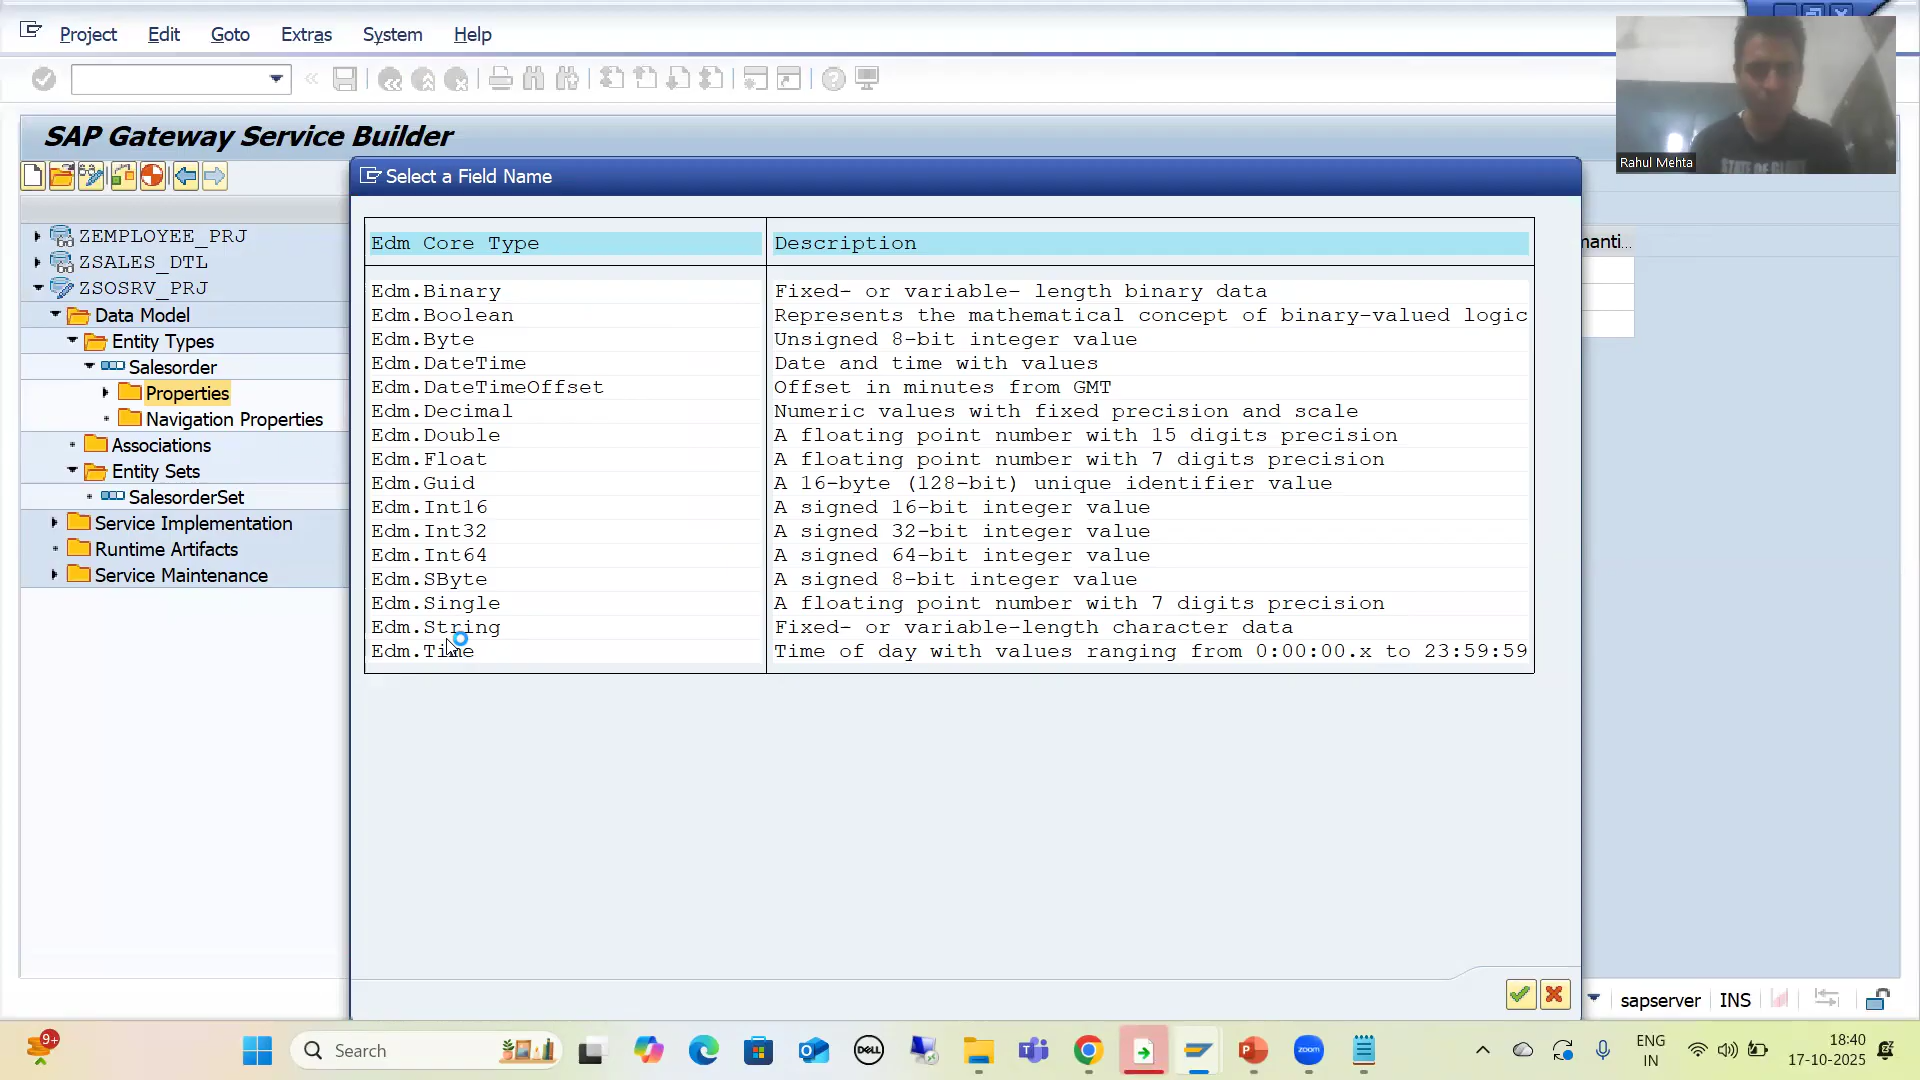 Project Edit Goto Extras System Help
SAP Gateway Service Builder
Rahul Mehta
Select a Field Name
ZEMPLOYEE_PRJ
ZSALES_DTL
ZSOSRV_PRJ
Data Model
Entity Types
Salesorder
Properties
Navigation Properties
Associations
Entity Sets
SalesorderSet
Service Implementation
Runtime Artifacts
Service Maintenance
Edm Core Type Description
Edm.Binary Fixed- or variable- length binary data
Edm.Boolean Represents the mathematical concept of binary-valued logic
Edm.Byte Unsigned 8-bit integer value
Edm.DateTime Date and time with values
Edm.DateTimeOffset Offset in minutes from GMT
Edm.Decimal Numeric values with fixed precision and scale
Edm.Double A floating point number with 15 digits precision
Edm.Float A floating point number with 7 digits precision
Edm.Guid A 16-byte (128-bit) unique identifier value
Edm.Int16 A signed 16-bit integer value
Edm.Int32 A signed 32-bit integer value
Edm.Int64 A signed 64-bit integer value
Edm.SByte A signed 8-bit integer value
Edm.Single A floating point number with 7 digits precision
Edm.String Fixed- or variable-length character data
Edm.Time Time of day with values ranging from 0:00:00.x to 23:59:59
manti...
sapserver INS
9+
Search
DELL
zoom
ENG
IN
18:40
17-10-2025